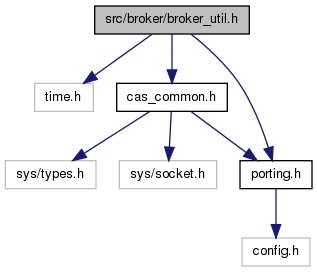 src/broker/broker_util.h
time.h
cas_common.h
sys/types.h
sys/socket.h
porting.h
config.h